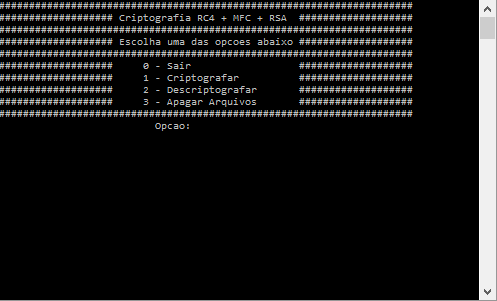 #####################################################################
################### Criptografia RC4 + MFC + RSA  ###################
#####################################################################
################### Escolha uma das opcoes abaixo ###################
#####################################################################
###################     0 - Sair                  ###################
###################     1 - Criptografar          ###################
###################     2 - Descriptografar       ###################
###################     3 - Apagar Arquivos       ###################
#####################################################################
                          Opcao: